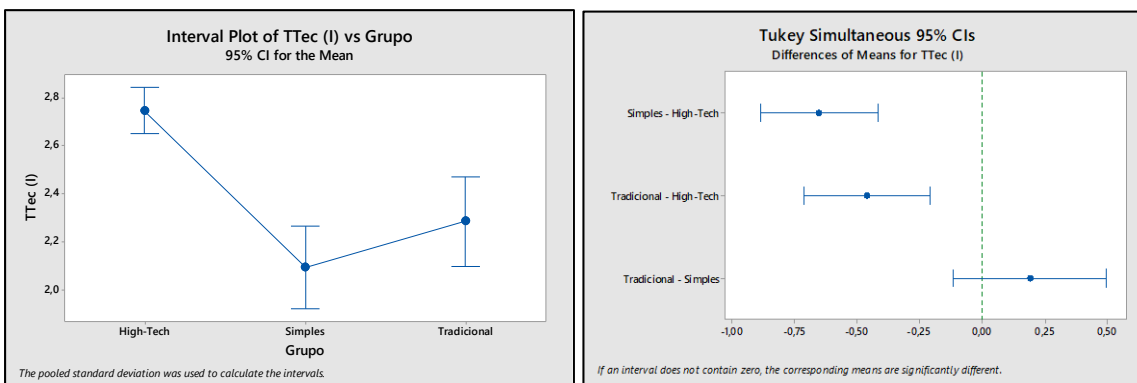 Interval Plot of TTec (I) vs Grupo
95% CI for the Mean
TTec (I)
2,8
2,6
2,4
2,2
2,0
High-Tech
Simples
Tradicional
Grupo
The pooled standard deviation was used to calculate the intervals.
Tukey Simultaneous 95% CIs
Differences of Means for TTec (I)
Simples - High-Tech
Tradicional - High-Tech
Tradicional - Simples
-1,00
-0,75
-0,50
-0,25
0,00
0,25
0,50
If an interval does not contain zero, the corresponding means are significantly different.